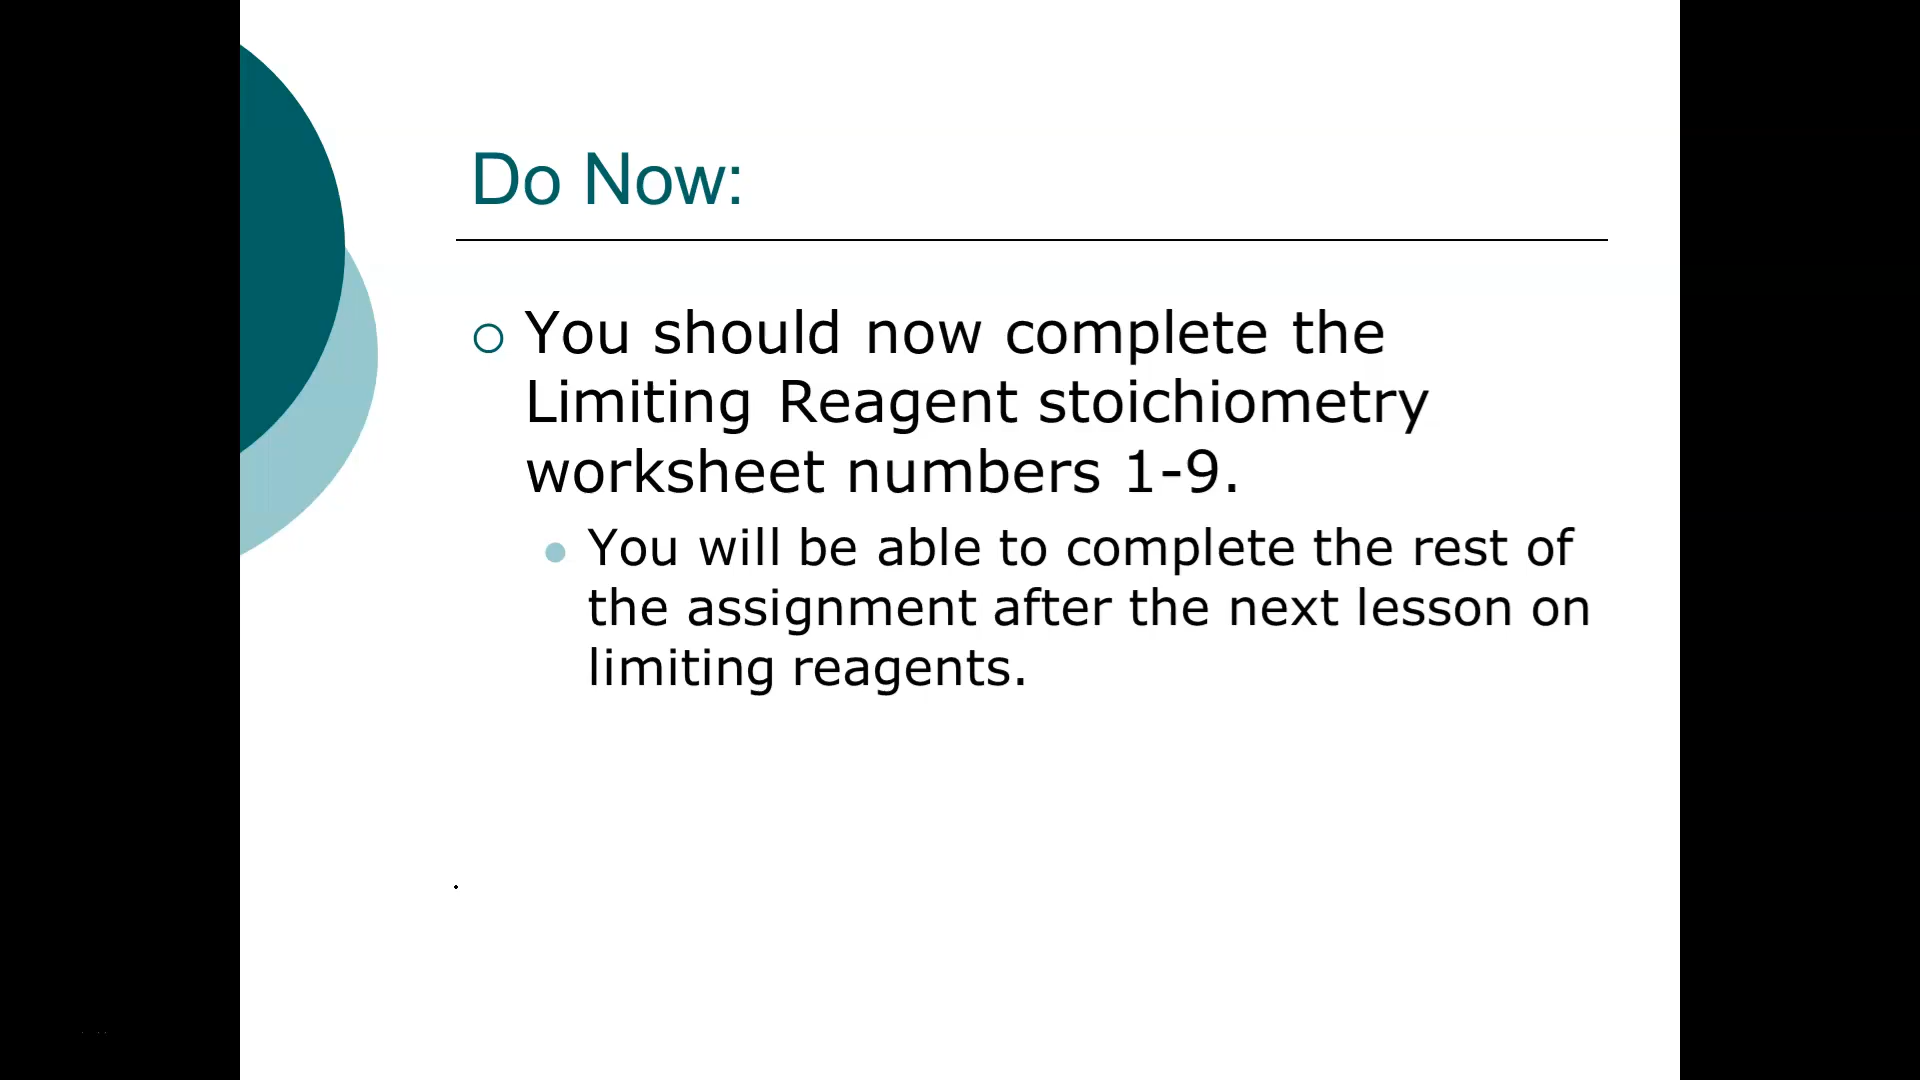 Do Now:
You should now complete the
Limiting Reagent stoichiometry
worksheet numbers 1-9.
You will be able to complete the rest of
the assignment after the next lesson on
limiting reagents.